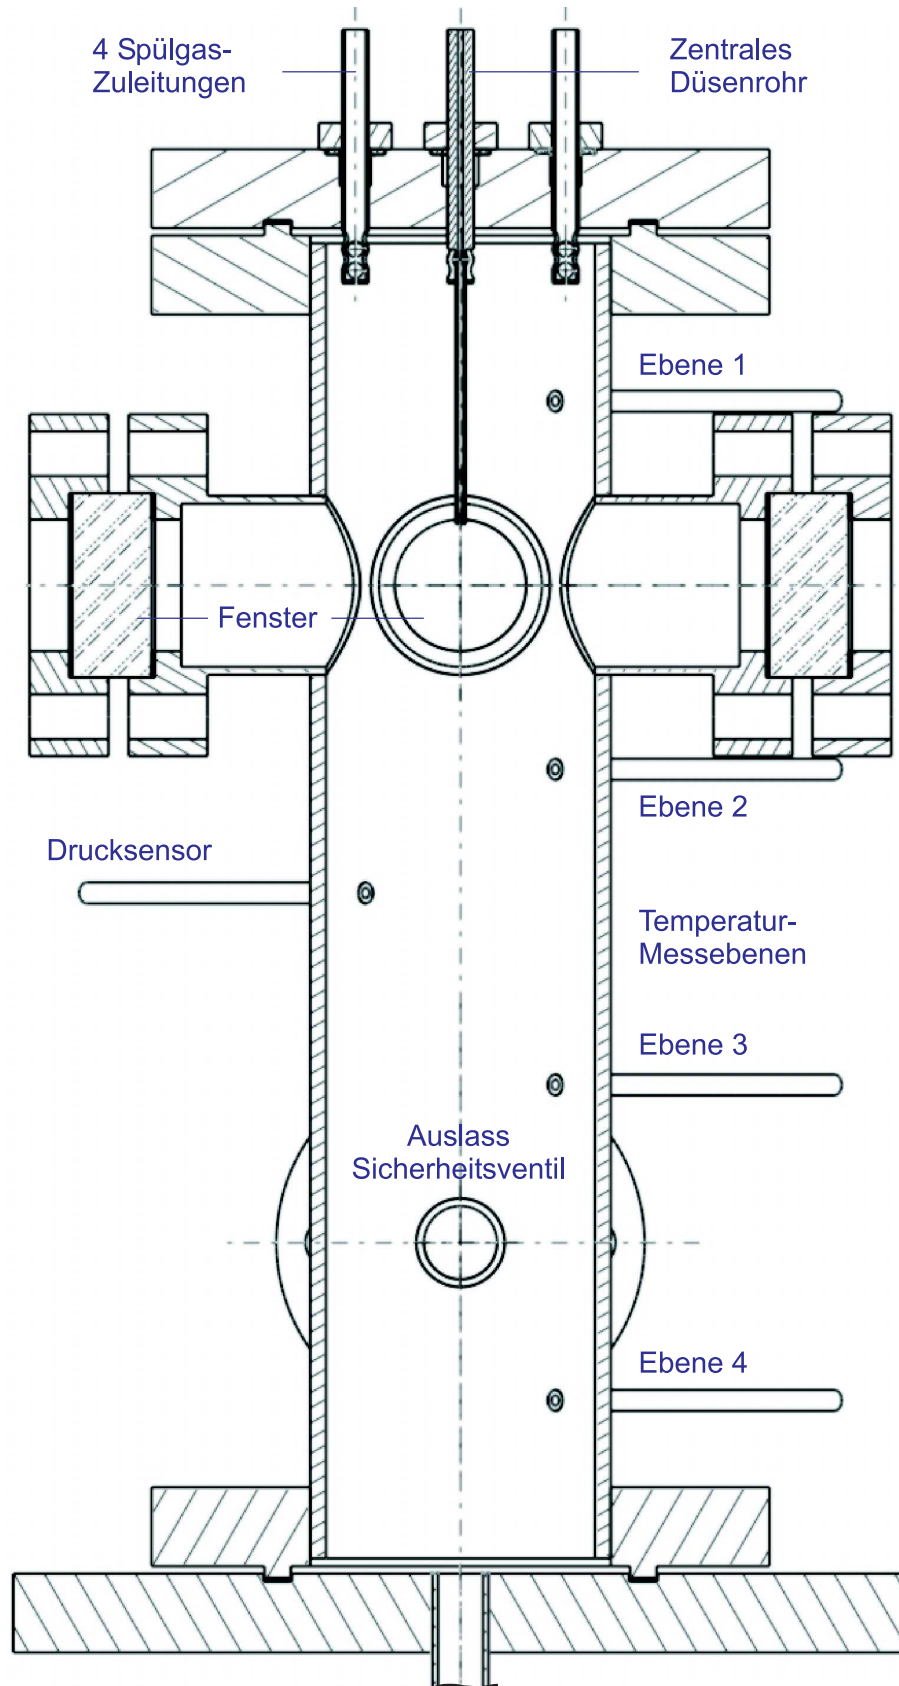 4 Spülgas-
Zuleitungen
Zentrales
Düsenrohr
Ebene 1
Fenster
Ebene 2
Drucksensor
Temperatur-
Messebenen
Ebene 3
Auslass
Sicherheitsventil
Ebene 4